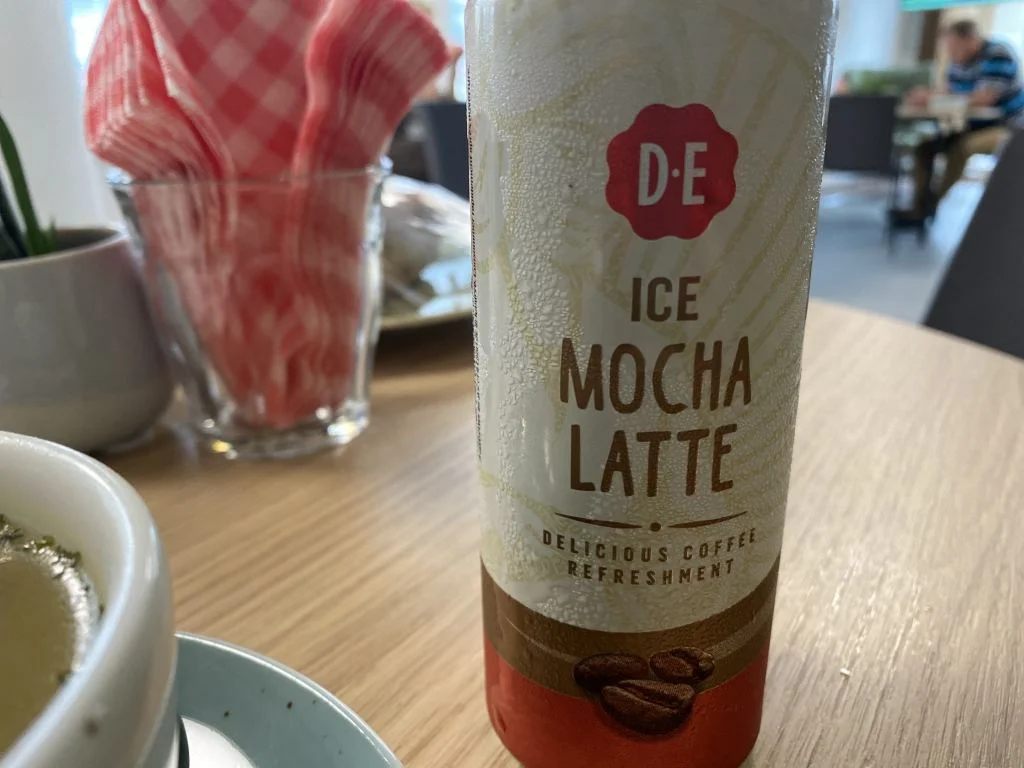 D·E
ICE
MOCHA
LATTE
DELICIOUS COFFEE
REFRESHMENT